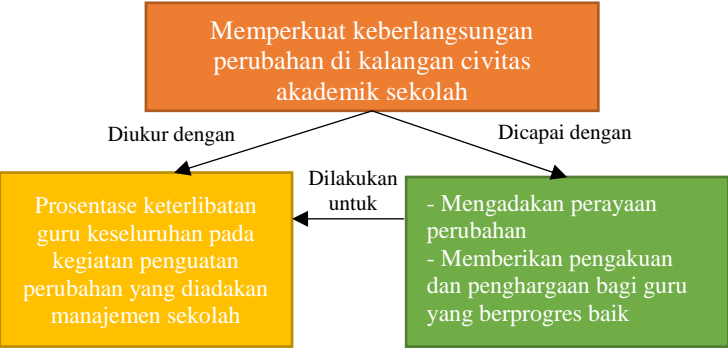 Memperkuat keberlangsungan
perubahan di kalangan civitas
akademik sekolah
Diukur dengan
Dicapai dengan
Prosentase keterlibatan
guru keseluruhan pada
kegiatan penguatan
perubahan yang diadakan
manajemen sekolah
Dilakukan
untuk
- Mengadakan perayaan
perubahan
- Memberikan pengakuan
dan penghargaan bagi guru
yang berprogres baik